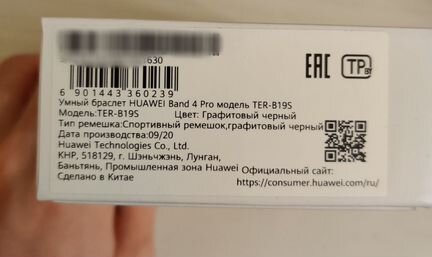 630
EAC
TP BY
6 901443 360239
Умный браслет HUAWEI Band 4 Pro модель TER-B19S
Модель:TER-B19S Цвет: Графитовый черный
Тип ремешка:Спортивный ремешок,графитовый черный
Дата производства:09/20
Huawei Technologies Co., Ltd.
КНР, 518129, г. Шэньчжэнь, Лунган,
Баньтянь, Промышленная зона Huawei Официальный сайт:
Сделано в Китае https://consumer.huawei.com/ru/